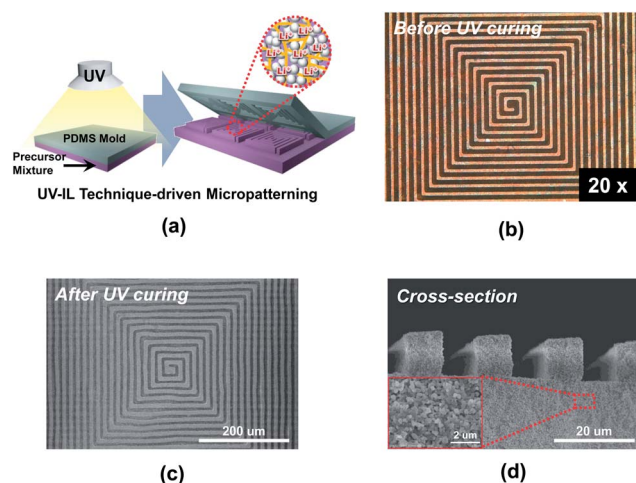 UV
PDMS Mold
Precursor
Mixture
Li+
Li+
Li+
Li+
Li+
UV-IL Technique-driven Micropatterning
(a)
Before UV curing
20 x
(b)
After UV curing
200 um
(c)
Cross-section
2 um
20 um
(d)